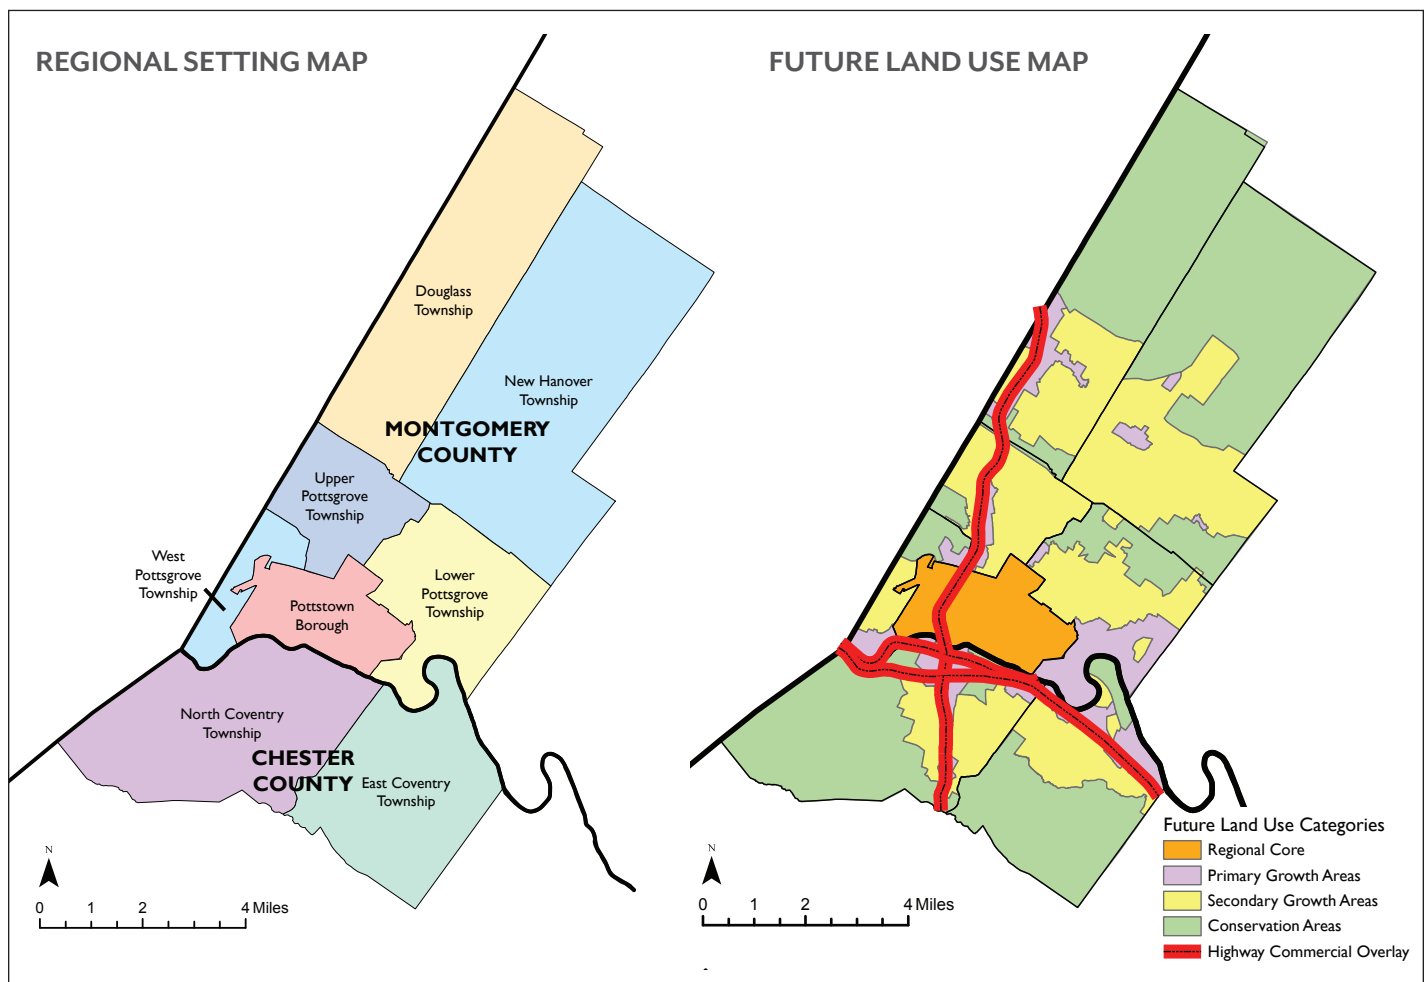 REGIONAL SETTING MAP
Douglass
Township
New Hanover
Township
MONTGOMERY
COUNTY
Upper
Pottsgrove
Township
West
Pottsgrove
Township
Lower
Pottsgrove
Township
Pottstown
Borough
North Coventry
Township
CHESTER
COUNTY
East Coventry
Township
N
0 1 2 4 Miles
FUTURE LAND USE MAP
N
0 1 2 4 Miles
Future Land Use Categories
Regional Core
Primary Growth Areas
Secondary Growth Areas
Conservation Areas
Highway Commercial Overlay